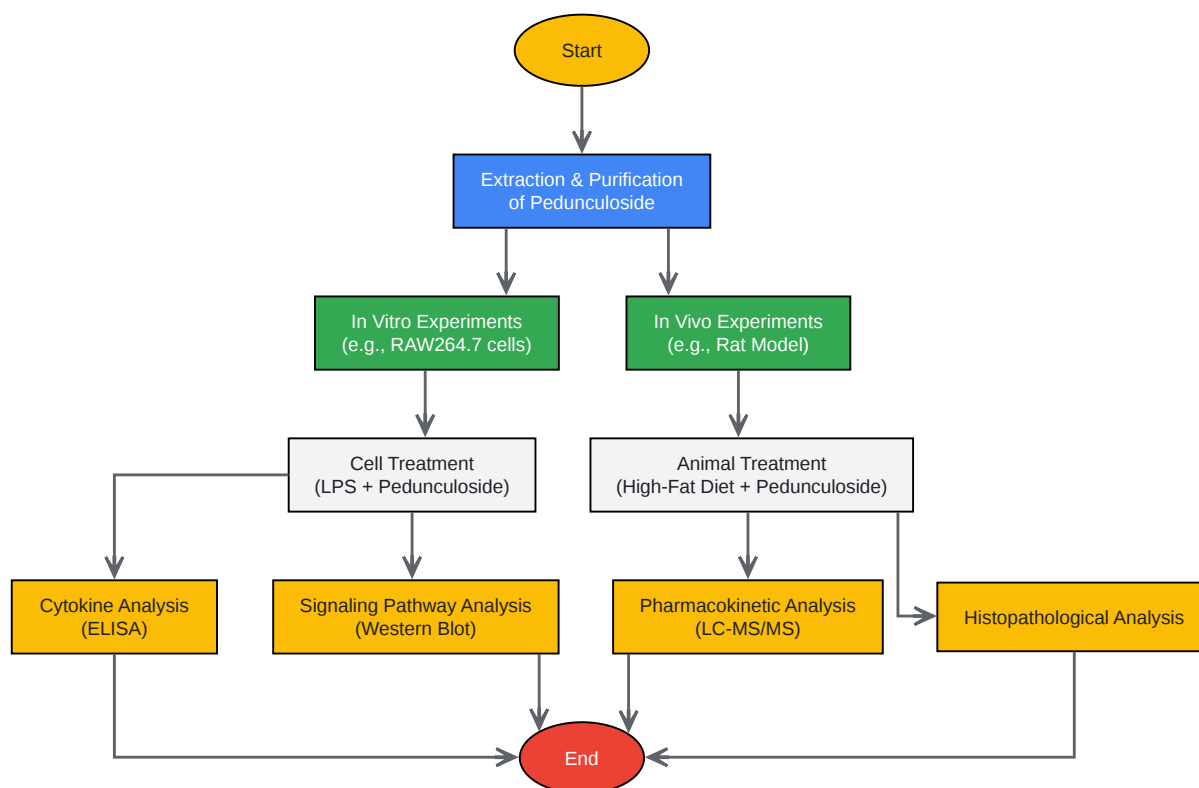 Start
Extraction & Purification
of Pedunculoside
In Vitro Experiments
(e.g., RAW264.7 cells)
In Vivo Experiments
(e.g., Rat Model)
Cell Treatment
(LPS + Pedunculoside)
Animal Treatment
(High-Fat Diet + Pedunculoside)
Cytokine Analysis
(ELISA)
Signaling Pathway Analysis
(Western Blot)
Pharmacokinetic Analysis
(LC-MS/MS)
Histopathological Analysis
End